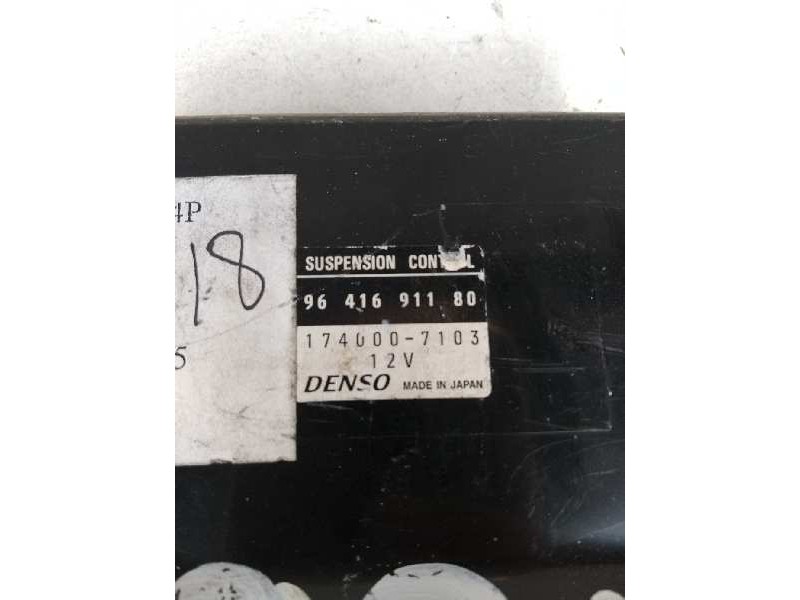 4P
18
5
SUSPENSION CONTROL
96 416 911 80
174000-7103
12V
DENSO MADE IN JAPAN